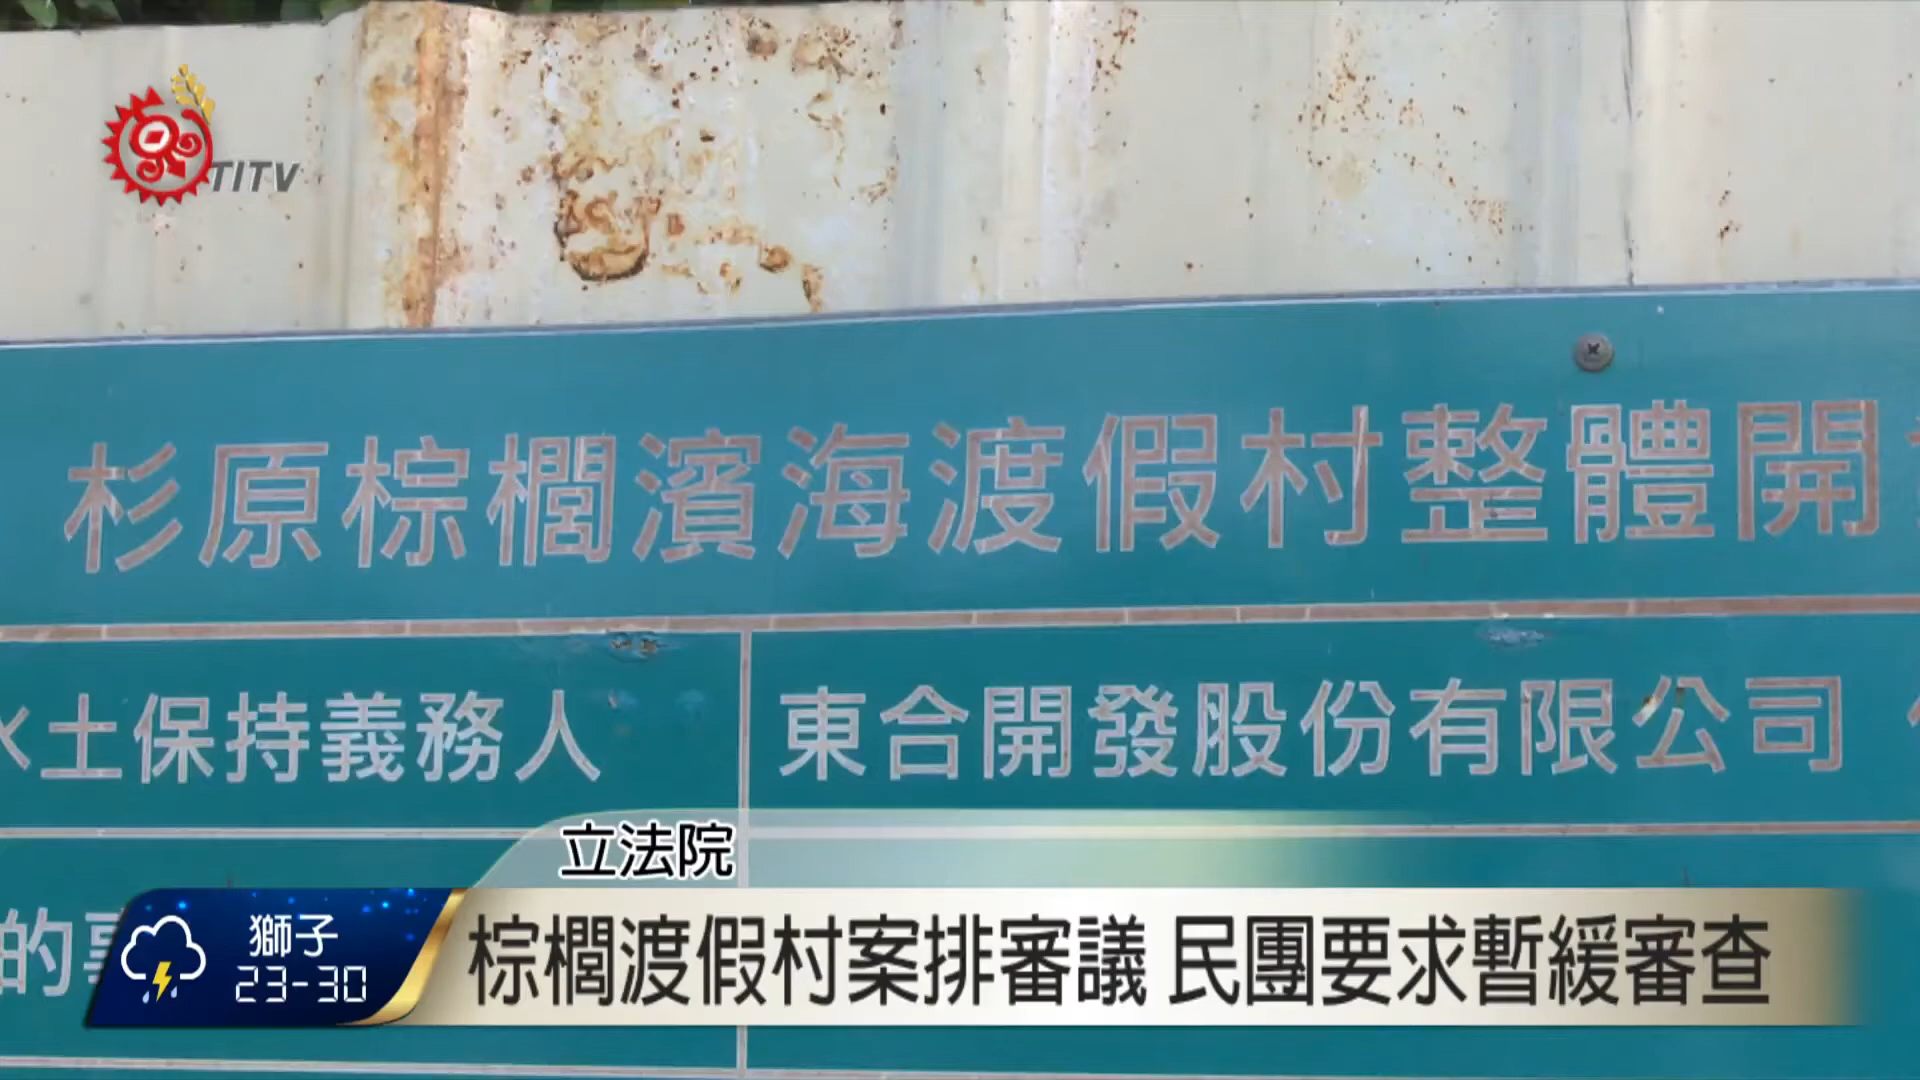 TITV
杉原棕櫚濱海渡假村整體開
水土保持義務人
東合開發股份有限公司
的
立法院
獅子
23-30
棕櫚渡假村案排審議 民團要求暫緩審查